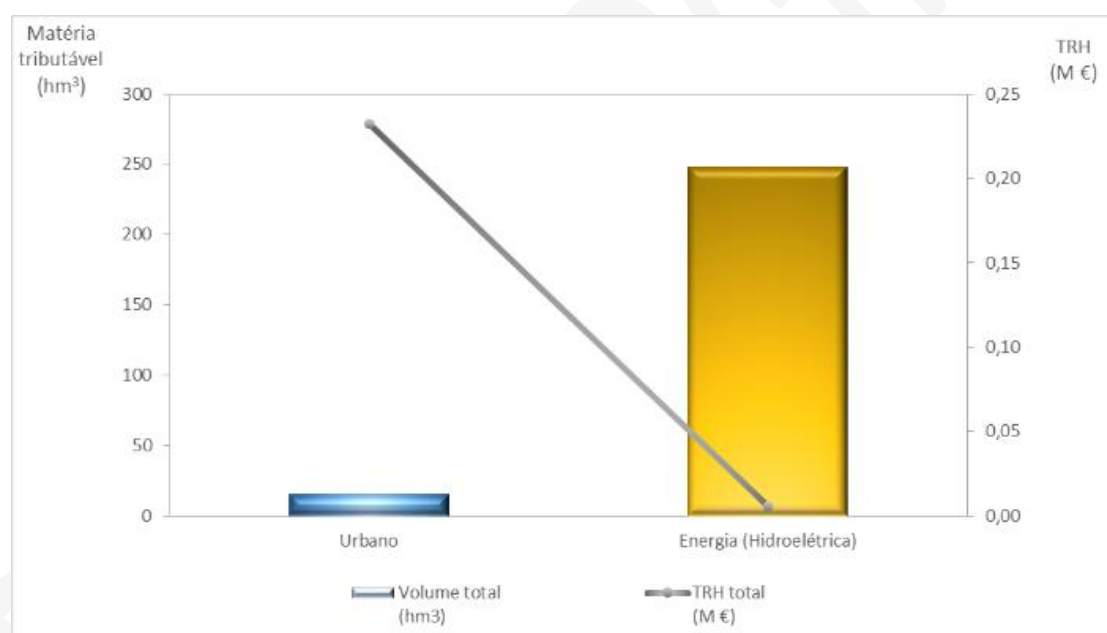 Matéria
tributável
(hm³)
TRH
(M €)
300
250
200
150
100
50
0
0,25
0,20
0,15
0,10
0,05
0,00
Urbano
Energia (Hidroelétrica)
Volume total
(hm3)
TRH total
(M €)